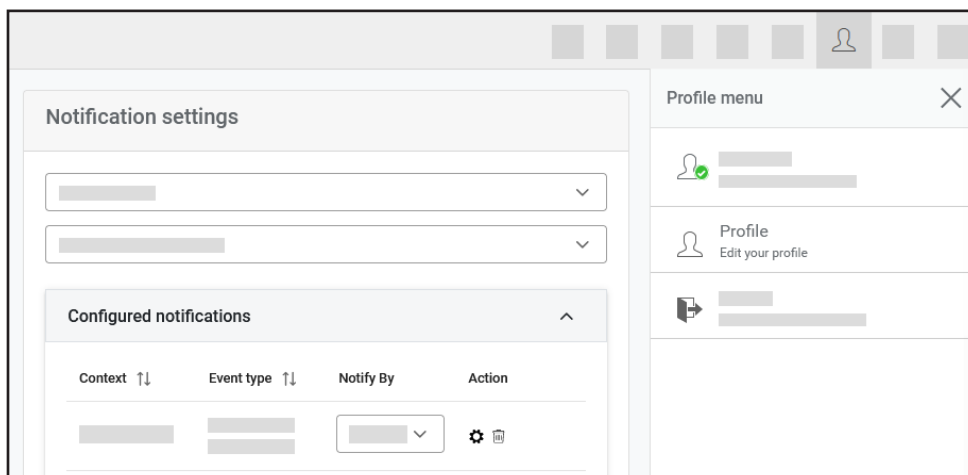 Profile menu
Notification settings
Profile
Edit your profile
Configured notifications
Context Event type Notify By Action